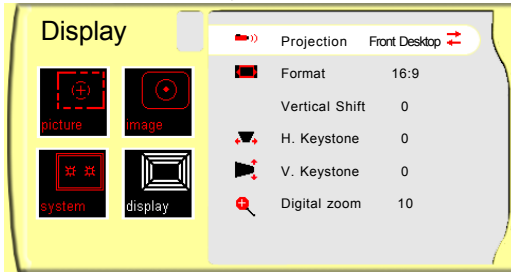 Display
picture
image
system
display
Projection Front Desktop
Format 16:9
Vertical Shift 0
H. Keystone 0
V. Keystone 0
Digital zoom 10